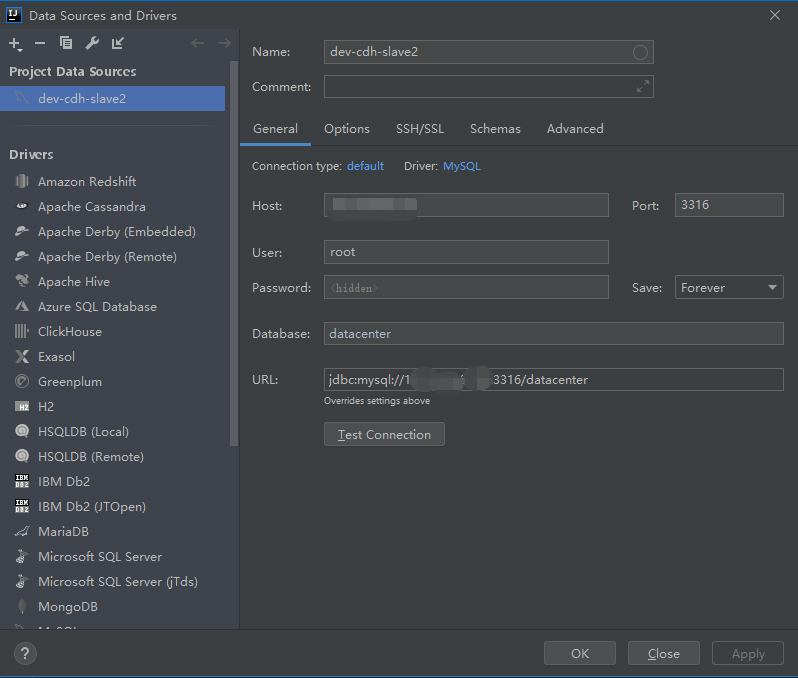 Data Sources and Drivers
Project Data Sources
dev-cdh-slave2
Drivers
Amazon Redshift
Apache Cassandra
Apache Derby (Embedded)
Apache Derby (Remote)
Apache Hive
Azure SQL Database
ClickHouse
Exasol
Greenplum
H2
HSQLDB (Local)
HSQLDB (Remote)
IBM Db2
IBM Db2 (JTOpen)
MariaDB
Microsoft SQL Server
Microsoft SQL Server (jTds)
MongoDB
MySQL
Name: dev-cdh-slave2
Comment:
General Options SSH/SSL Schemas Advanced
Connection type: default Driver: MySQL
Host: Port: 3316
User: root
Password: <hidden> Save: Forever
Database: datacenter
URL: jdbc:mysql://1 3316/datacenter
Overrides settings above
Test Connection
? OK Close Apply